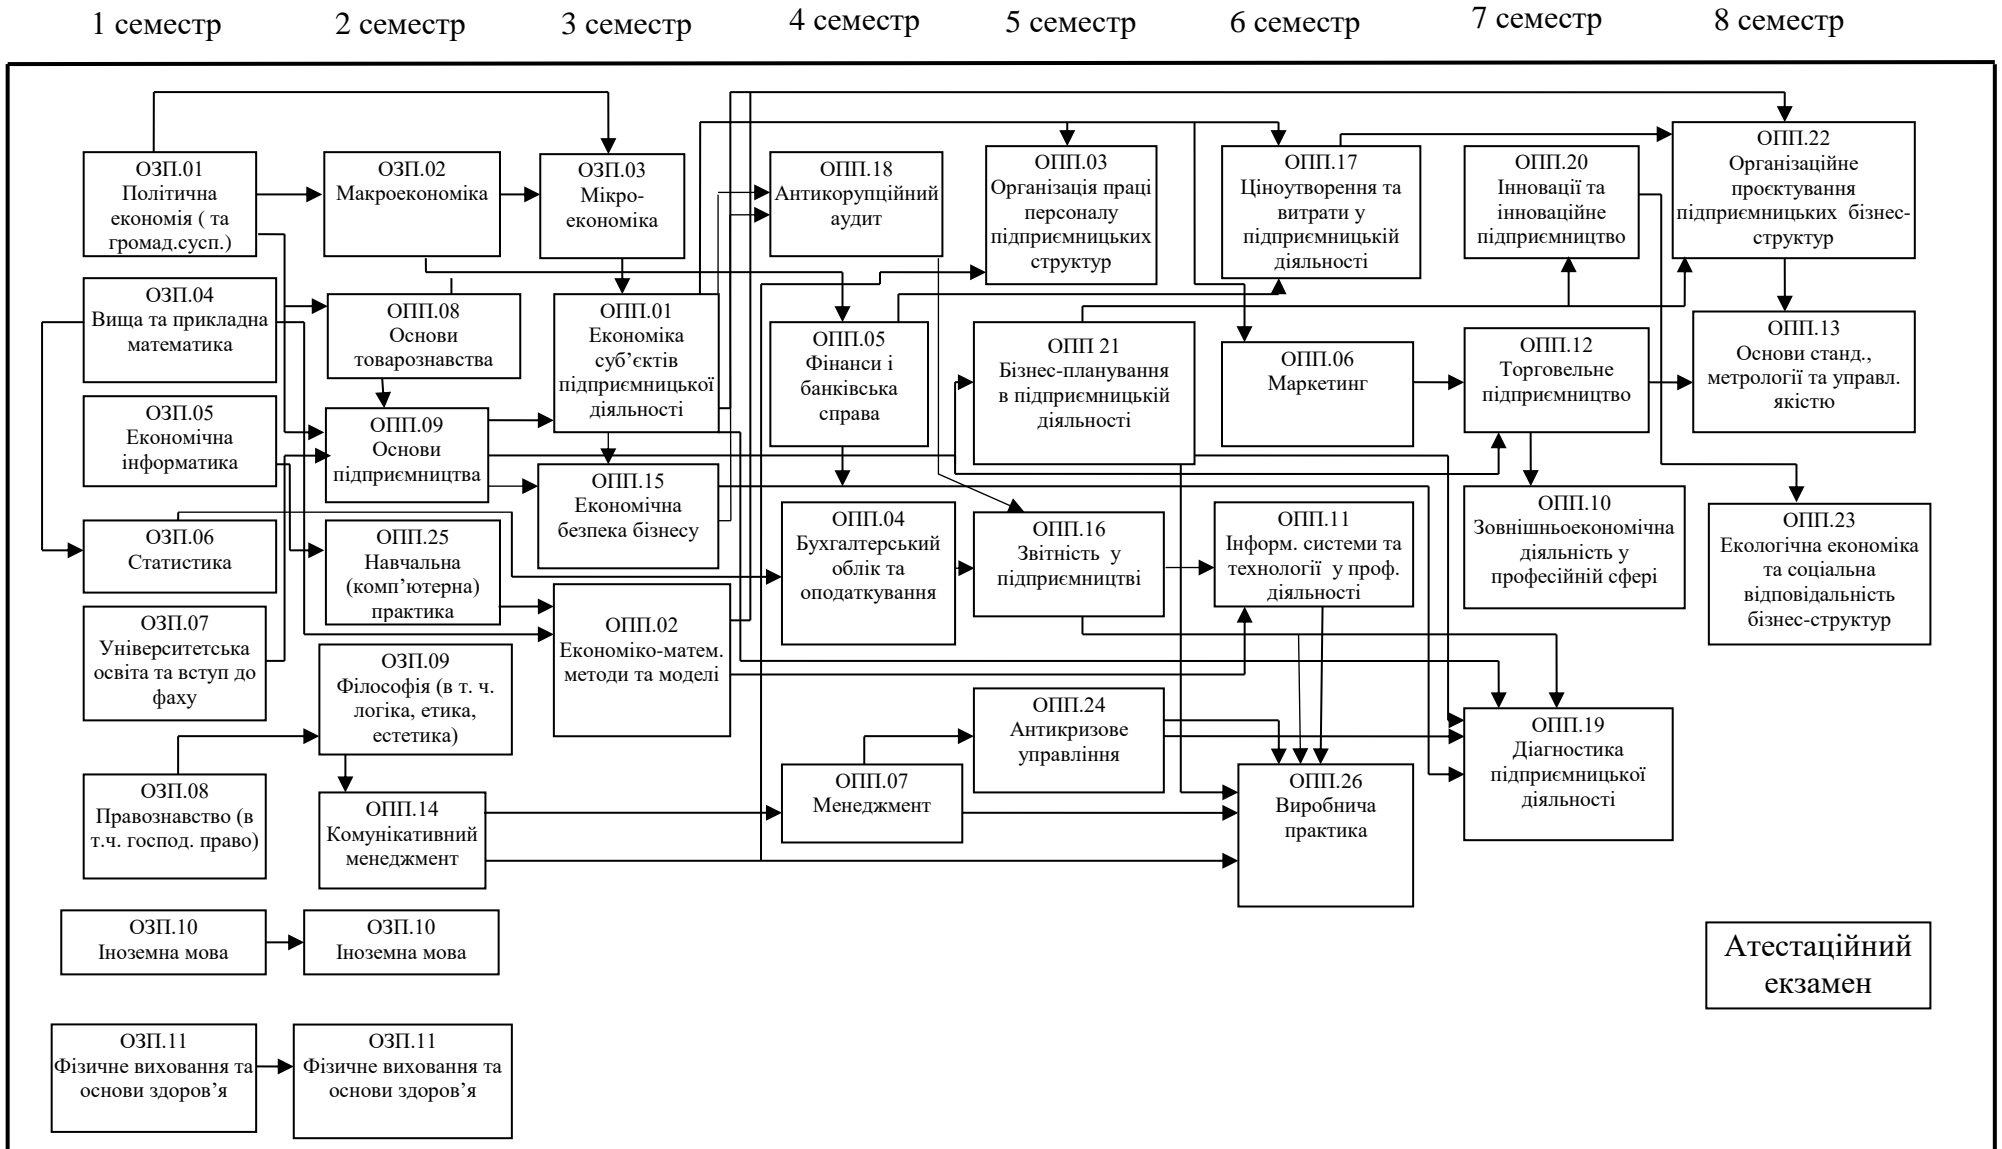 1 семестр
2 семестр
3 семестр
4 семестр
5 семестр
6 семестр
7 семестр
8 семестр
ОЗП.01
Політична
економія ( та
громад.сусп.)
ОЗП.04
Вища та прикладна
математика
ОЗП.05
Економічна
інформатика
ОЗП.06
Статистика
ОЗП.07
Університетська
освіта та вступ до
фаху
ОЗП.08
Правознавство (в
т.ч. господ. право)
ОЗП.10
Іноземна мова
ОЗП.11
Фізичне виховання та
основи здоров’я
ОЗП.02
Макроекономіка
ОПП.08
Основи
товарознавства
ОПП.09
Основи
підприємництва
ОПП.25
Навчальна
(комп’ютерна)
практика
ОЗП.09
Філософія (в т. ч.
логіка, етика,
естетика)
ОПП.14
Комунікативний
менеджмент
ОЗП.10
Іноземна мова
ОЗП.11
Фізичне виховання та
основи здоров’я
ОЗП.03
Мікро-
економіка
ОПП.01
Економіка
суб’єктів
підприємницької
діяльності
ОПП.15
Економічна
безпека бізнесу
ОПП.02
Економіко-матем.
методи та моделі
ОПП.18
Антикорупційний
аудит
ОПП.05
Фінанси і
банківська
справа
ОПП.04
Бухгалтерський
облік та
оподаткування
ОПП.07
Менеджмент
ОПП.03
Організація праці
персоналу
підприємницьких
структур
ОПП 21
Бізнес-планування
в підприємницькій
діяльності
ОПП.16
Звітність у
підприємництві
ОПП.24
Антикризове
управління
ОПП.17
Ціноутворення та
витрати у
підприємницькій
діяльності
ОПП.06
Маркетинг
ОПП.11
Інформ. системи та
технології у проф.
діяльності
ОПП.26
Виробнича
практика
ОПП.20
Інновації та
інноваційне
підприємництво
ОПП.12
Торговельне
підприємництво
ОПП.10
Зовнішньоекономічна
діяльність у
професійній сфері
ОПП.19
Діагностика
підприємницької
діяльності
ОПП.22
Організаційне
проєктування
підприємницьких бізнес-
структур
ОПП.13
Основи станд.,
метрології та управл.
якістю
ОПП.23
Екологічна економіка
та соціальна
відповідальність
бізнес-структур
Атестаційний
екзамен